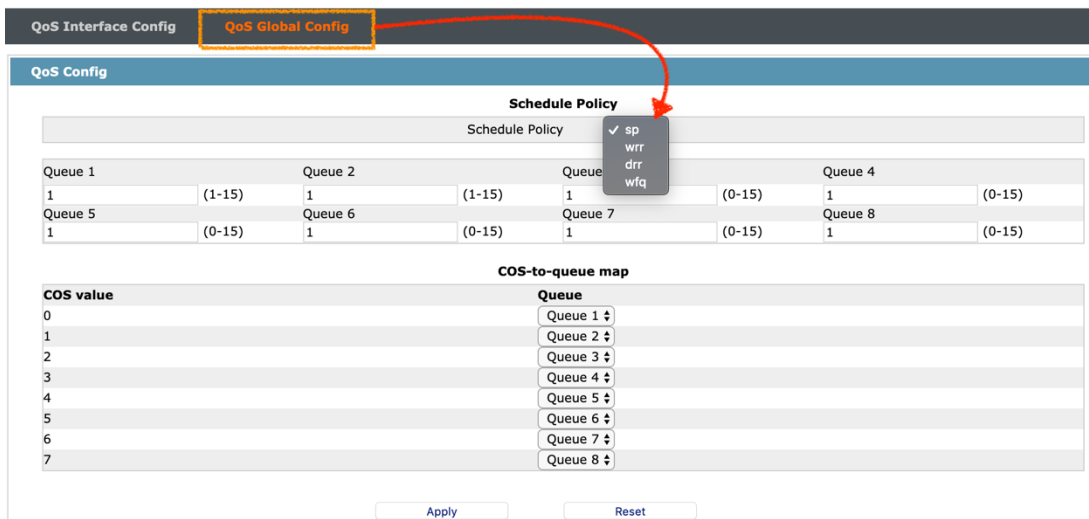 QoS Interface Config QoS Global Config
QoS Config
Schedule Policy
Schedule Policy ✓ sp
wrr
drr
wfq
Queue 1 Queue 2 Queue Queue 4
1 (1-15) 1 (1-15) 1 (0-15) 1 (0-15)
Queue 5 Queue 6 Queue 7 Queue 8
1 (0-15) 1 (0-15) 1 (0-15) 1 (0-15)
COS-to-queue map
COS value Queue
0 Queue 1
1 Queue 2
2 Queue 3
3 Queue 4
4 Queue 5
5 Queue 6
6 Queue 7
7 Queue 8
Apply Reset